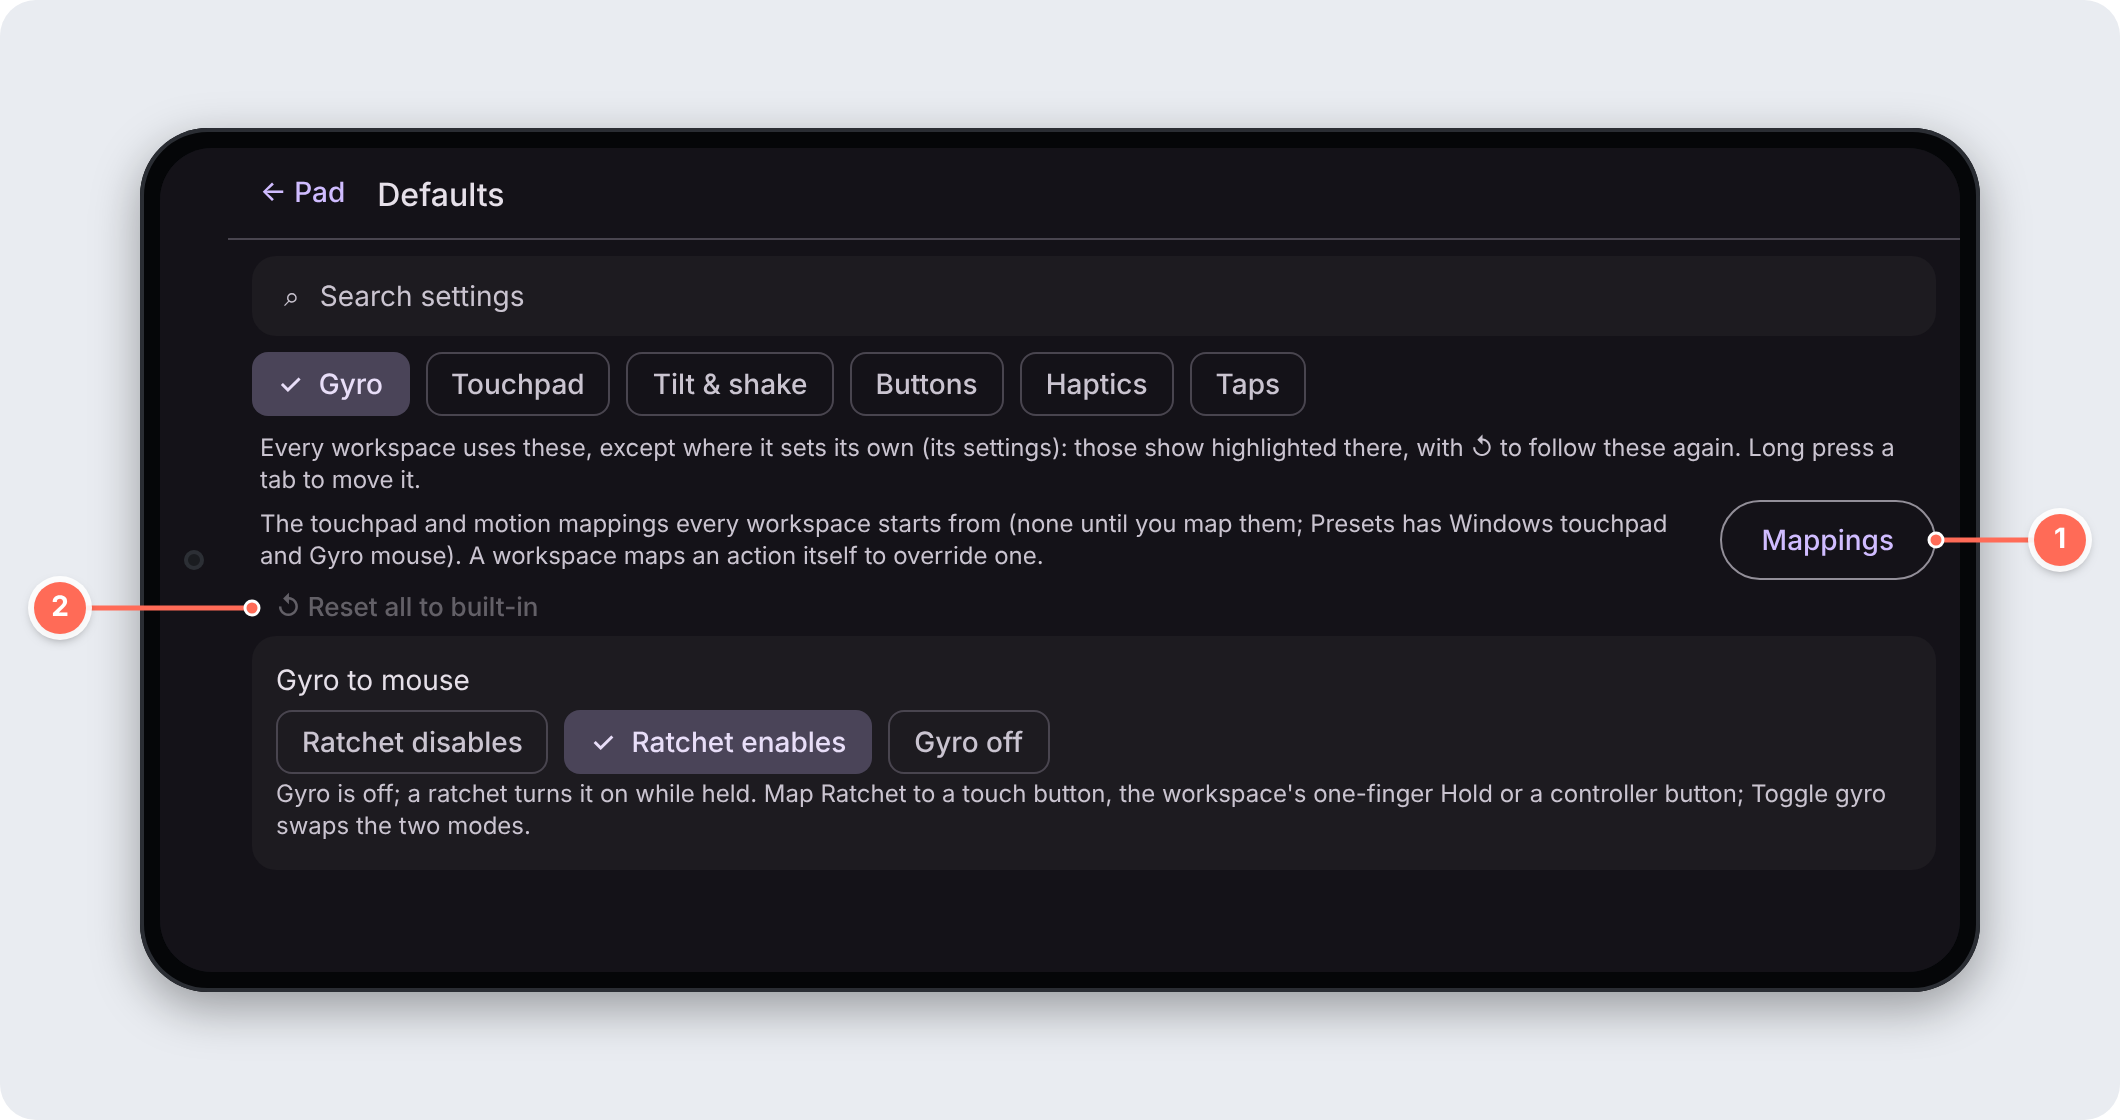 ← Pad Defaults
Search settings
✓ Gyro Touchpad Tilt & shake Buttons Haptics Taps
Every workspace uses these, except where it sets its own (its settings): those show highlighted there, with ↺ to follow these again. Long press a
tab to move it.
The touchpad and motion mappings every workspace starts from (none until you map them; Presets has Windows touchpad
and Gyro mouse). A workspace maps an action itself to override one.
Mappings
1
2
↺ Reset all to built-in
Gyro to mouse
Ratchet disables ✓ Ratchet enables Gyro off
Gyro is off; a ratchet turns it on while held. Map Ratchet to a touch button, the workspace's one-finger Hold or a controller button; Toggle gyro
swaps the two modes.